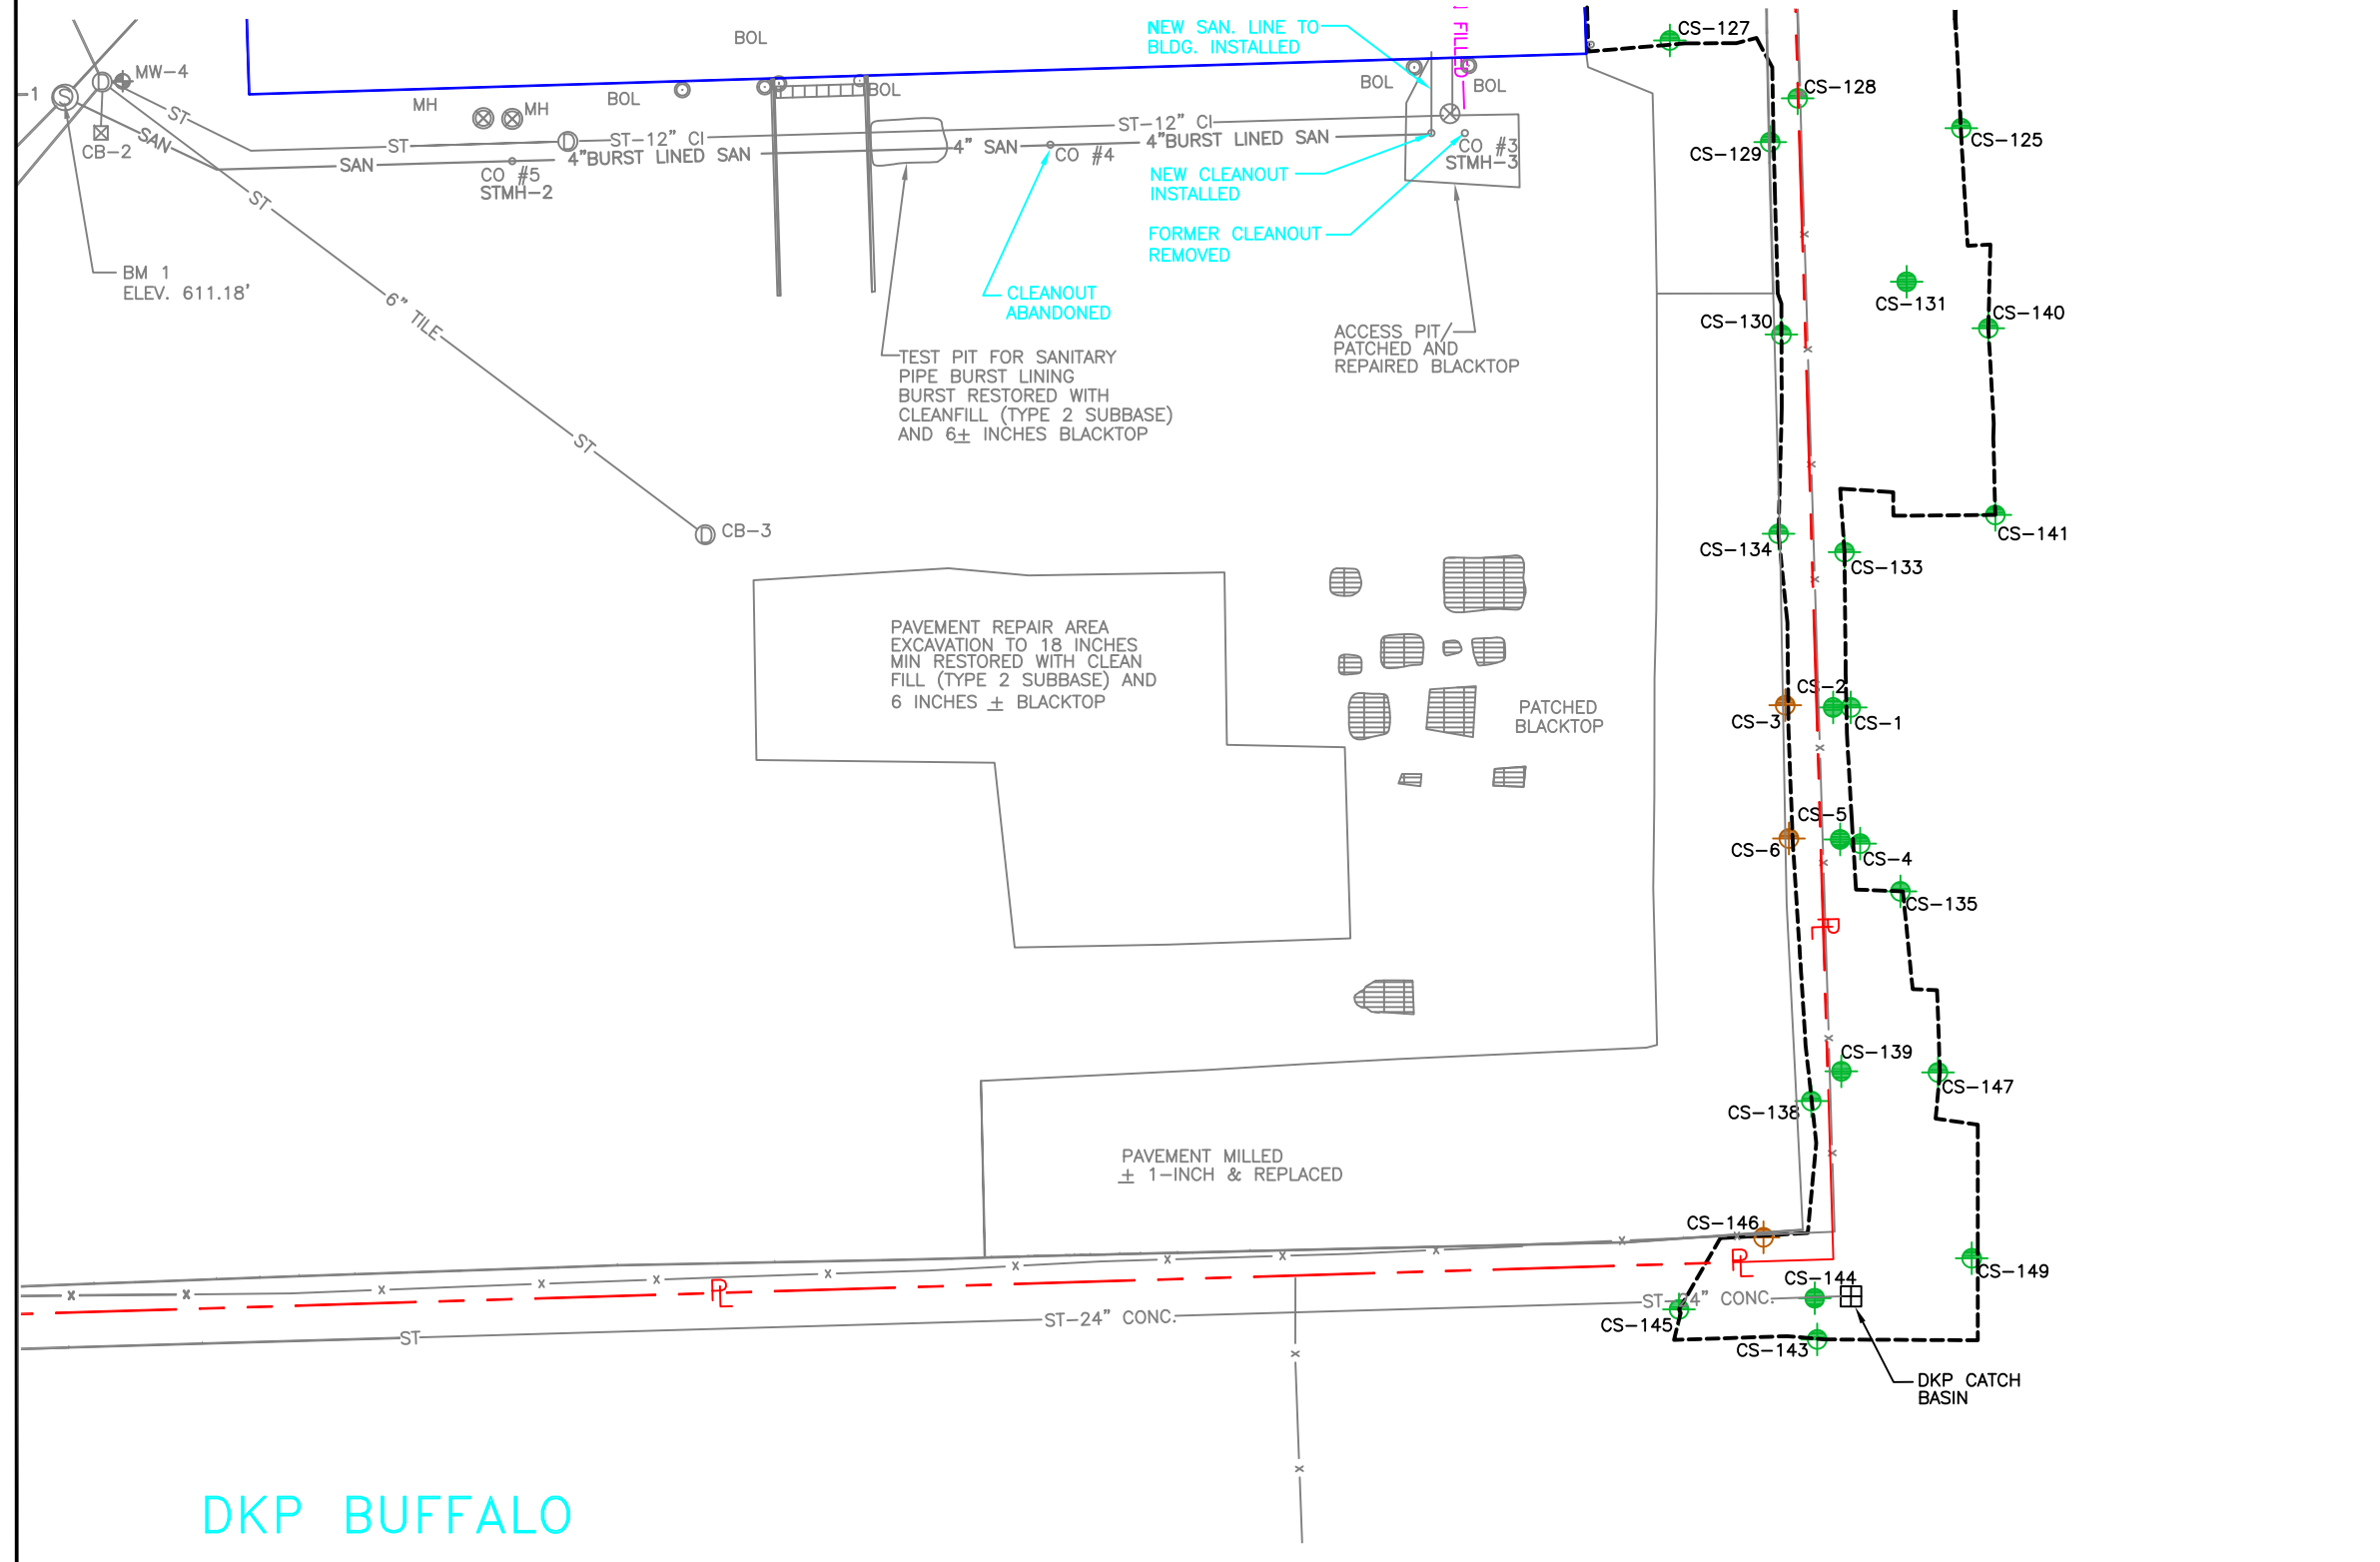 NEW SAN. LINE TO
BLDG. INSTALLED
FILLED
CS-127
BOL
MW-4
1
MH
MH
BOL
BOL
BOL
BOL
CS-128
CS-125
ST
SAN
CB-2
ST
ST-12" CI
ST-12" CI
SAN
4"BURST LINED SAN
4" SAN
4"BURST LINED SAN
CO #5
STMH-2
CO #4
CO #3
STMH-3
CS-129
NEW CLEANOUT
INSTALLED
ST
FORMER CLEANOUT
REMOVED
BM 1
ELEV. 611.18'
CLEANOUT
ABANDONED
6" TILE
CS-131
CS-140
CS-130
ACCESS PIT/
PATCHED AND
REPAIRED BLACKTOP
TEST PIT FOR SANITARY
PIPE BURST LINING
BURST RESTORED WITH
CLEANFILL (TYPE 2 SUBBASE)
AND 6± INCHES BLACKTOP
ST
CB-3
CS-141
CS-134
CS-133
PAVEMENT REPAIR AREA
EXCAVATION TO 18 INCHES
MIN RESTORED WITH CLEAN
FILL (TYPE 2 SUBBASE) AND
6 INCHES ± BLACKTOP
PATCHED
BLACKTOP
CS-2
CS-3
CS-1
CS-5
CS-6
CS-4
CS-135
PL
CS-139
CS-147
CS-138
PAVEMENT MILLED
± 1-INCH & REPLACED
CS-146
PL
CS-149
CS-144
PL
ST-24" CONC.
ST-24" CONC.
ST
CS-145
CS-143
DKP CATCH
BASIN
DKP BUFFALO